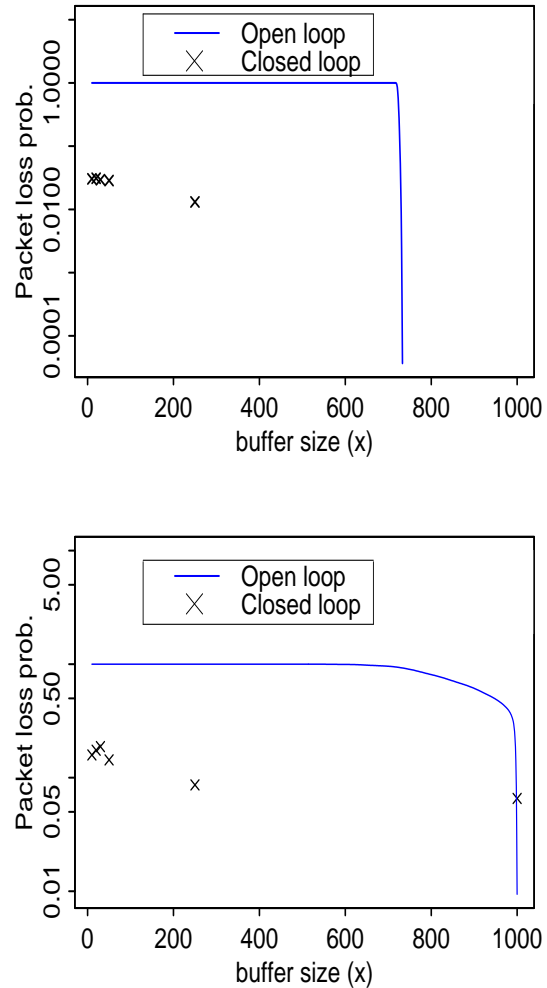 Open loop
Closed loop
Packet loss prob.
1.0000
0.0100
0.0001
0 200 400 600 800 1000
buffer size (x)
Open loop
Closed loop
Packet loss prob.
5.00
0.50
0.05
0.01
0 200 400 600 800 1000
buffer size (x)